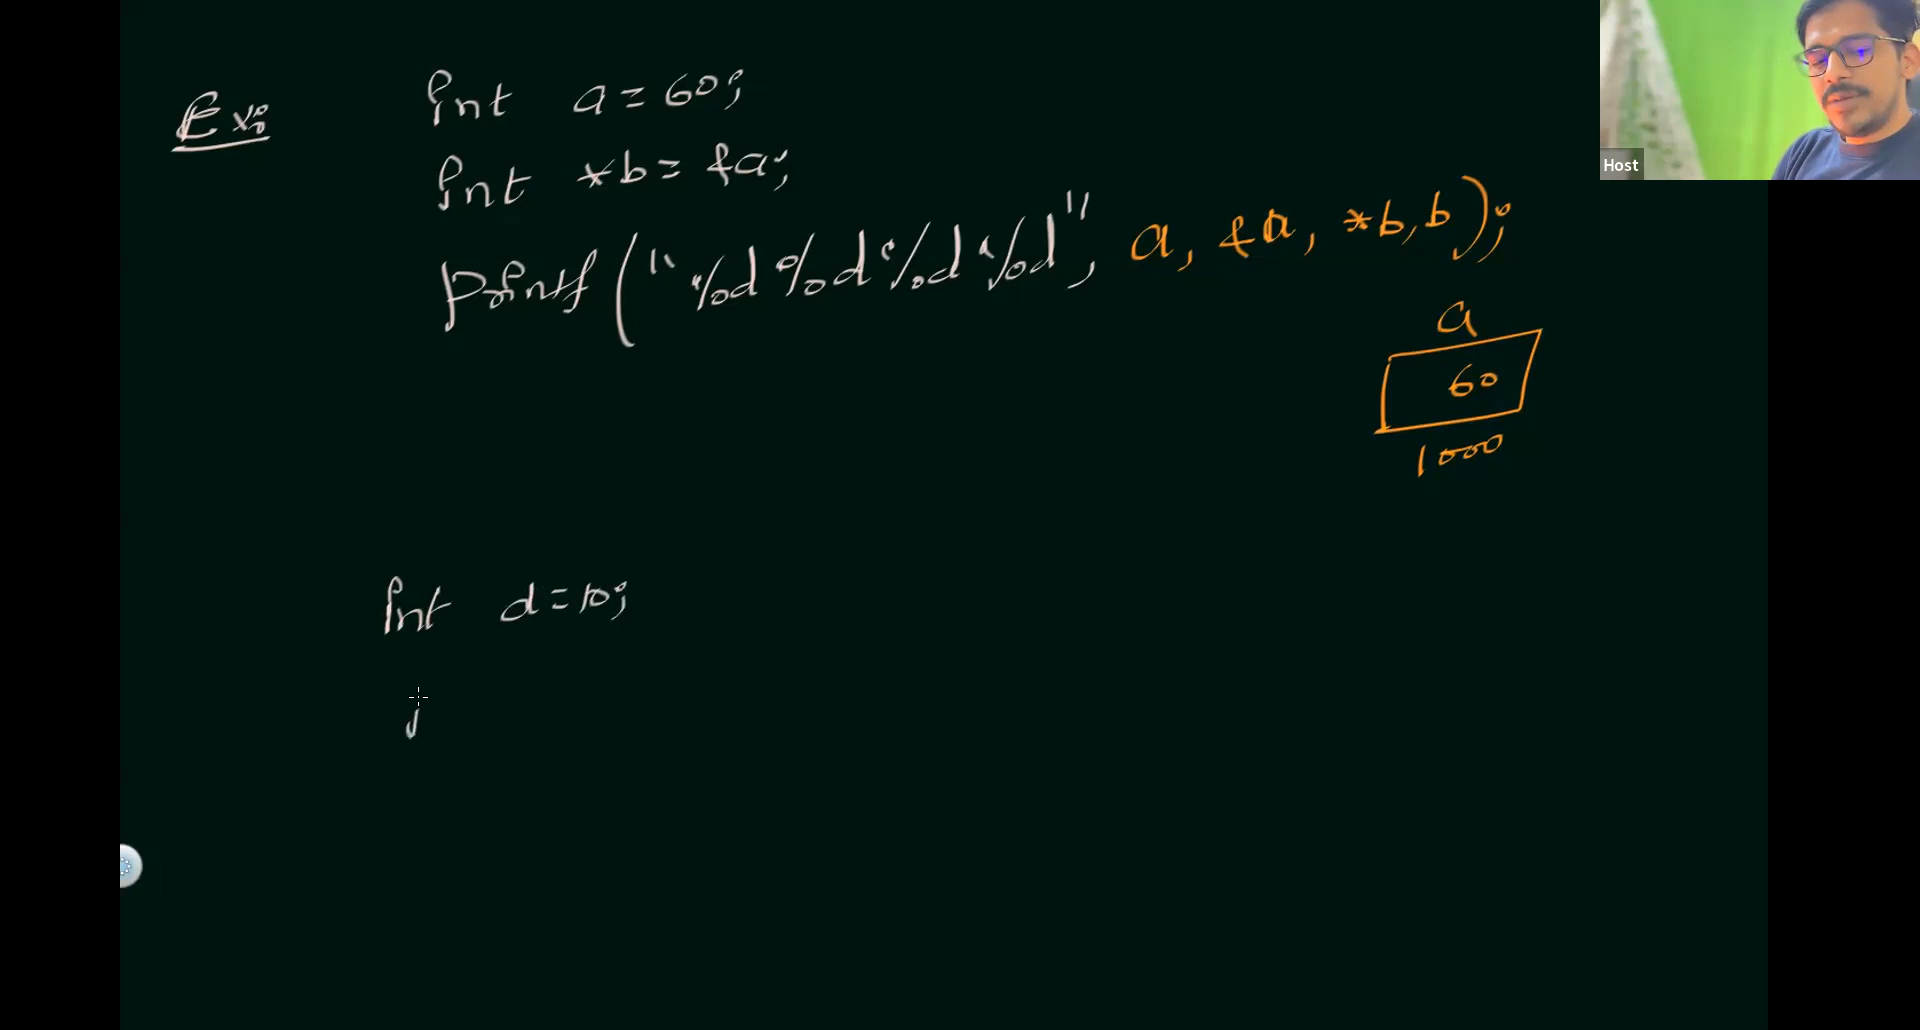 Ex:
int a = 60;
int *b = &a;
printf("%d %d %d %d", a, &a, *b, b);
a
60
1000
int d = 10;
Host